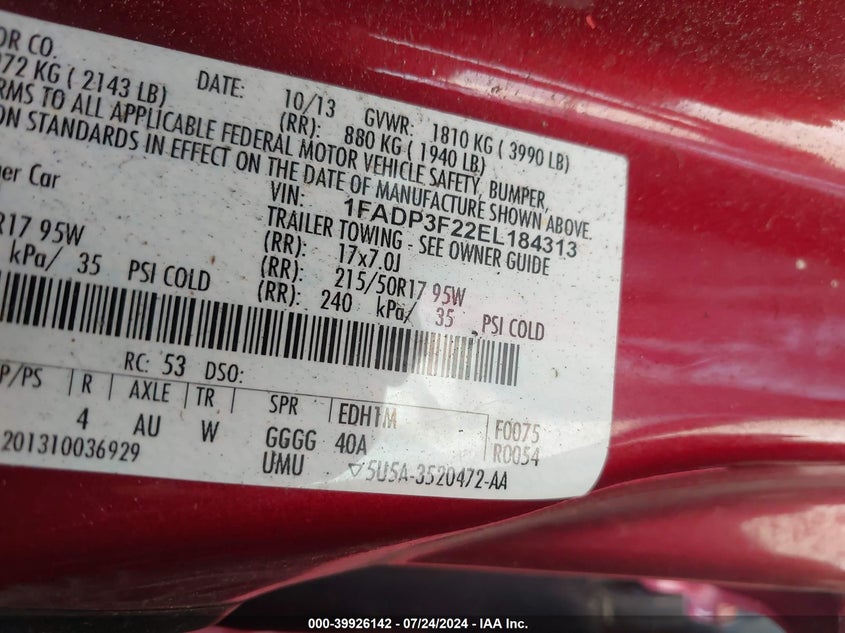 OR CO.
DATE: 10/13 GVWR: 1810 KG ( 3990 LB)
072 KG ( 2143 LB) (RR): 880 KG ( 1940 LB)
RMS TO ALL APPLICABLE FEDERAL MOTOR VEHICLE SAFETY, BUMPER,
ON STANDARDS IN EFFECT ON THE DATE OF MANUFACTURE SHOWN ABOVE.
VIN: 1FADP3F22EL184313
er Car TRAILER TOWING - SEE OWNER GUIDE
(RR): 17x7.0J
R17 95W (RR): 215/50R17 95W
kPa/ 35 PSI COLD (RR): 240 kPa/ 35 PSI COLD
RC: 53 DSO:
P/PS R AXLE TR SPR EDH1M
4 AU W GGGG 40A F0075
201310036929 UMU R0054
5U5A-3520472-AA
000-39926142 - 07/24/2024 - IAA Inc.